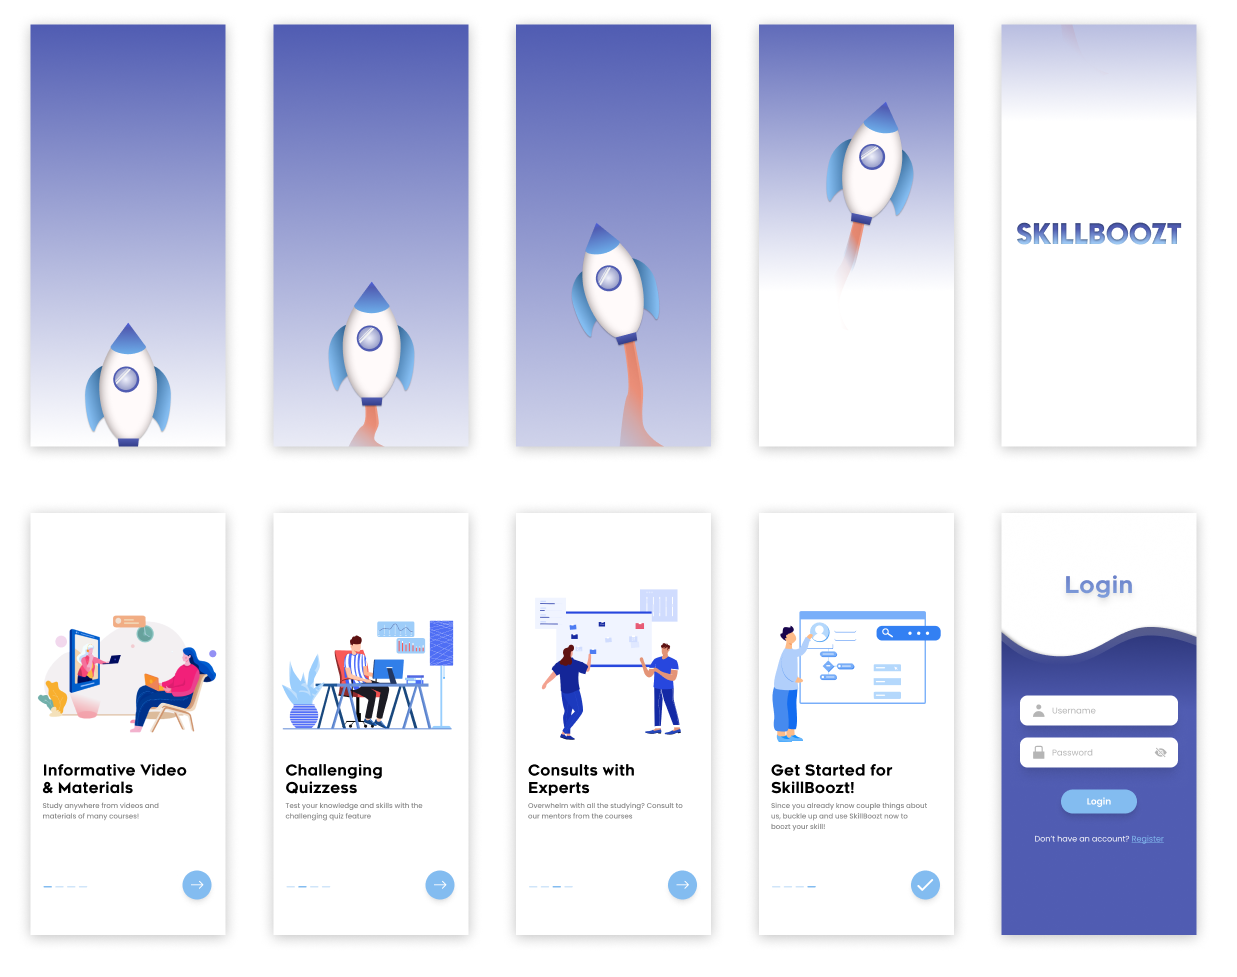 SKILLBOOZT
Informative Video
& Materials
Study anywhere from videos and
materials of many courses!
Challenging
Quizzess
Test your knowledge and skills with the
challenging quiz feature
Consults with
Experts
Overwhelm with all the studying? Consult to
our mentors from the courses
Get Started for
SkillBoozt!
Since you already know couple things about
us, buckle up and use SkillBoozt now to
boozt your skill!
Login
Username
Password
Login
Don't have an account? Register